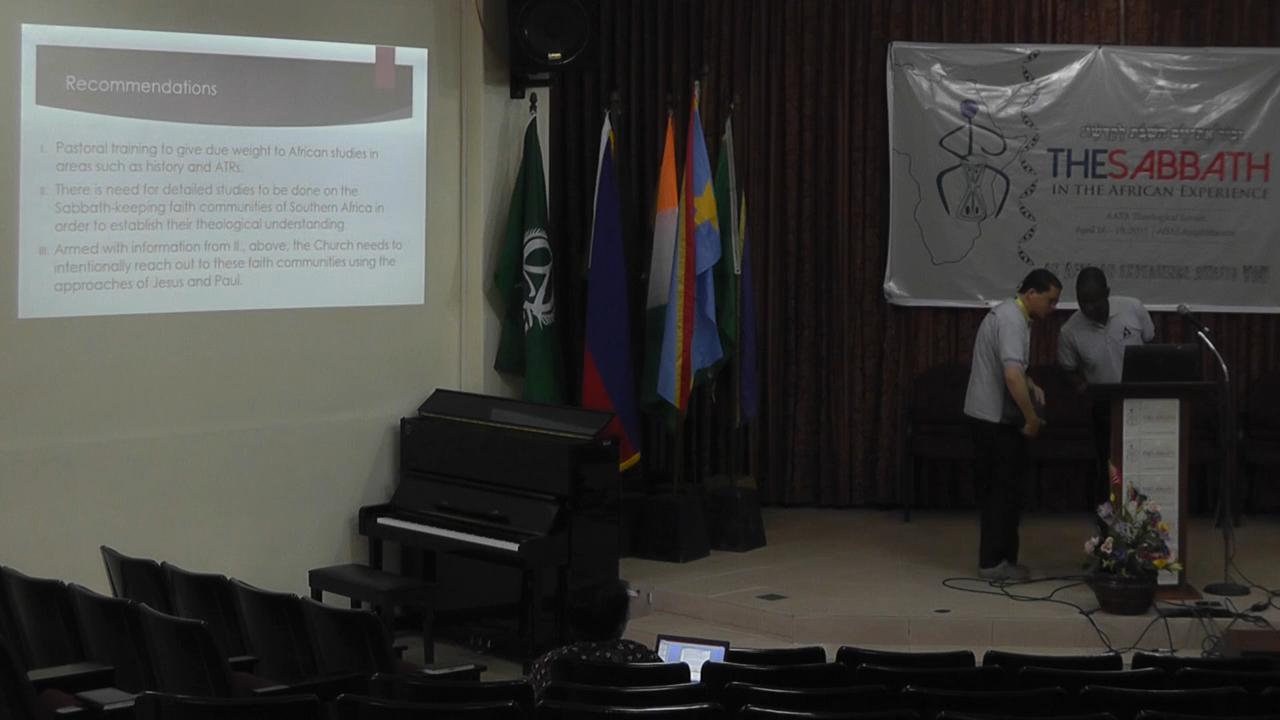 Recommendations
I. Pastoral training to give due weight to African studies in
areas such as history and ATRs.
II. There is need for detailed studies to be done on the
Sabbath-keeping faith communities of Southern Africa in
order to establish their theological understanding
III. Armed with information from II., above, the Church needs to
intentionally reach out to these faith communities using the
approaches of Jesus and Paul.
THE SABBATH
IN THE AFRICAN EXPERIENCE
Theological
April 16